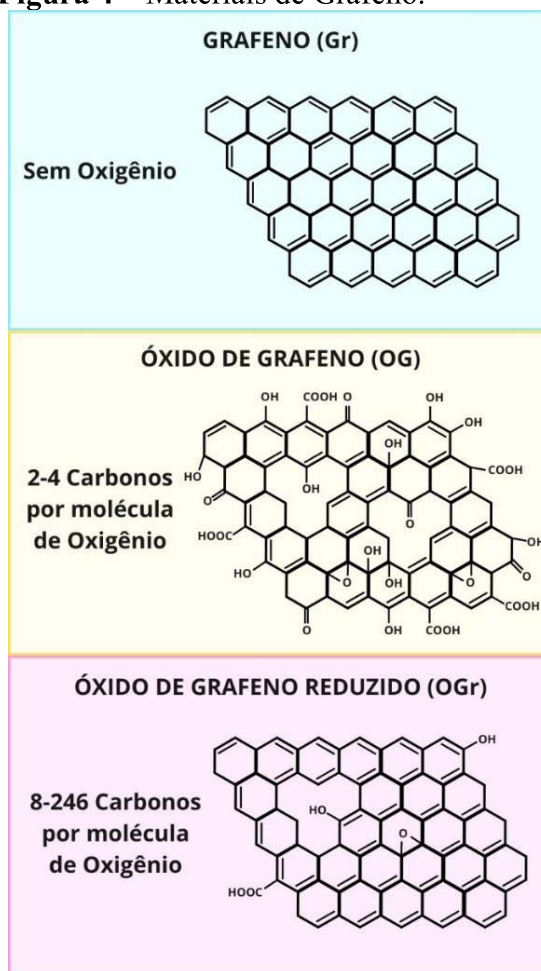 Figura 4 – Materiais de Grafeno.
GRAFENO (Gr)
Sem Oxigênio
ÓXIDO DE GRAFENO (OG)
OH
COOH
O
OH
OH
OH
COOH
HO
O
OH
O
HOOC
OH
OH
HO
O
OH
O
O
COOH
O
OH
COOH
2-4 Carbonos
por molécula
de Oxigênio
ÓXIDO DE GRAFENO REDUZIDO (OGr)
OH
HO
O
HOOC
8-246 Carbonos
por molécula
de Oxigênio